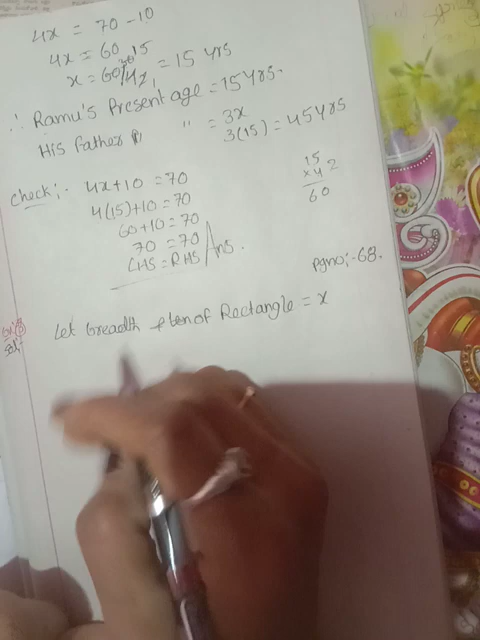 4x = 70 - 10
4x = 60
x = 60/4 = 15 yrs
∴ Ramu's Present age = 15 Yrs.
His father " = 3x
3(15) = 45 Yrs
Check :- 4x + 10 = 70
4(15) + 10 = 70
60 + 10 = 70
70 = 70
LHS = RHS Ans.
15
x 4
60
Pg no :- 68.
Let breadth of Rectangle = x